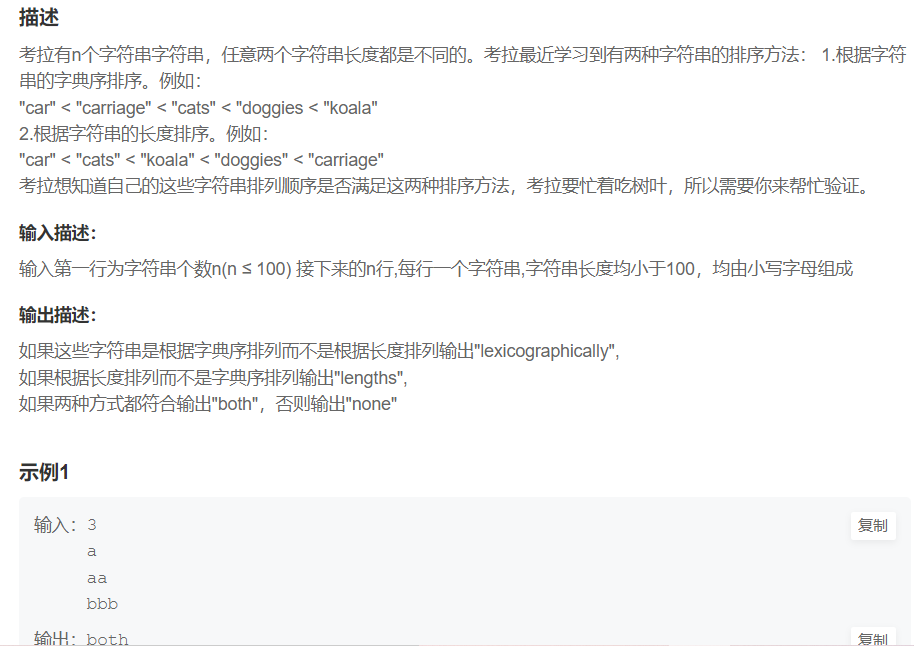 描述
考拉有n个字符串字符串，任意两个字符串长度都是不同的。考拉最近学习到有两种字符串的排序方法： 1.根据字符
串的字典序排序。例如：
"car" < "carriage" < "cats" < "doggies < "koala"
2.根据字符串的长度排序。例如：
"car" < "cats" < "koala" < "doggies" < "carriage"
考拉想知道自己的这些字符串排列顺序是否满足这两种排序方法，考拉要忙着吃树叶，所以需要你来帮忙验证。
输入描述：
输入第一行为字符串个数n(n ≤ 100) 接下来的n行,每行一个字符串,字符串长度均小于100，均由小写字母组成
输出描述：
如果这些字符串是根据字典序排列而不是根据长度排列输出"lexicographically",
如果根据长度排列而不是字典序排列输出"lengths",
如果两种方式都符合输出"both"，否则输出"none"
示例1
输入：3 复制
a
aa
bbb
输出：both 复制